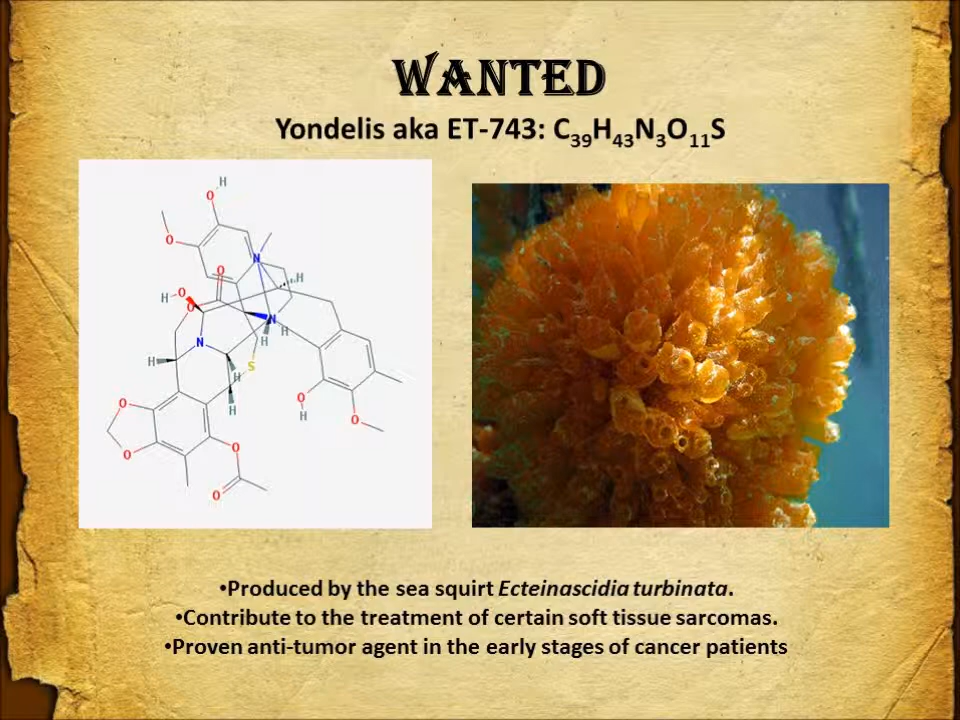 WANTED
Yondelis aka ET-743: C₃₉H₄₃N₃O₁₁S
H
O
O
N
O
H
H O
O
N
H
H
N
H
S
H
O
H
O
H
O
O
O
O
•Produced by the sea squirt Ecteinascidia turbinata.
•Contribute to the treatment of certain soft tissue sarcomas.
•Proven anti-tumor agent in the early stages of cancer patients